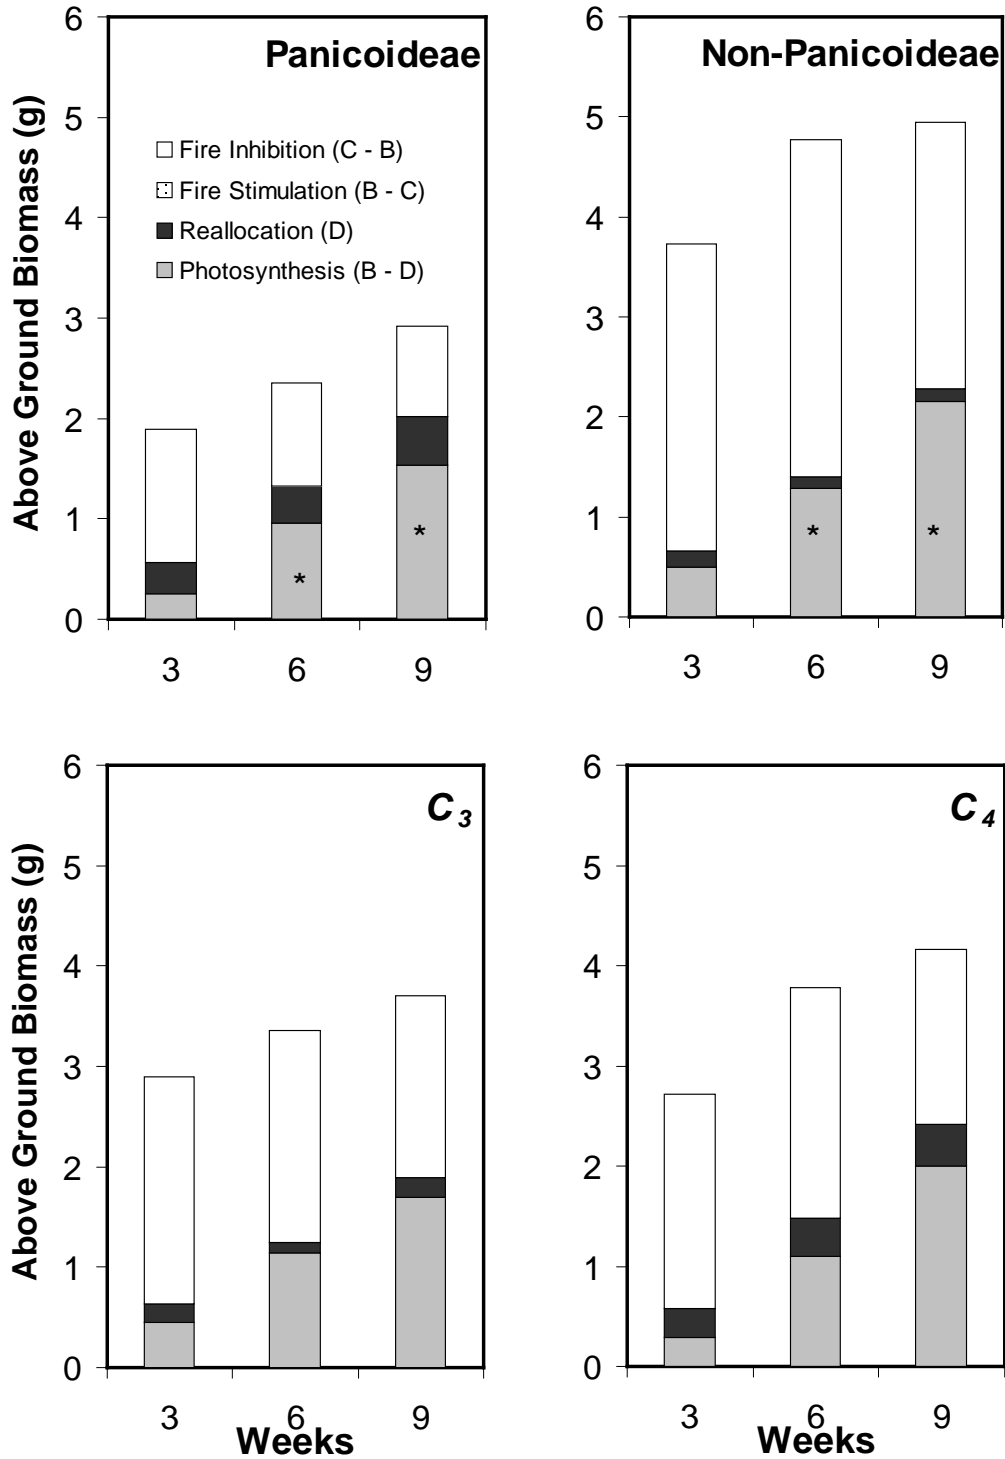 Panicoideae
Above Ground Biomass (g)
6
5
4
3
2
1
0
Fire Inhibition (C - B)
Fire Stimulation (B - C)
Reallocation (D)
Photosynthesis (B - D)
*
*
3 6 9
Non-Panicoideae
6
5
4
3
2
1
0
*
*
3 6 9
C3
Above Ground Biomass (g)
6
5
4
3
2
1
0
3 6 9
Weeks
C4
6
5
4
3
2
1
0
3 6 9
Weeks